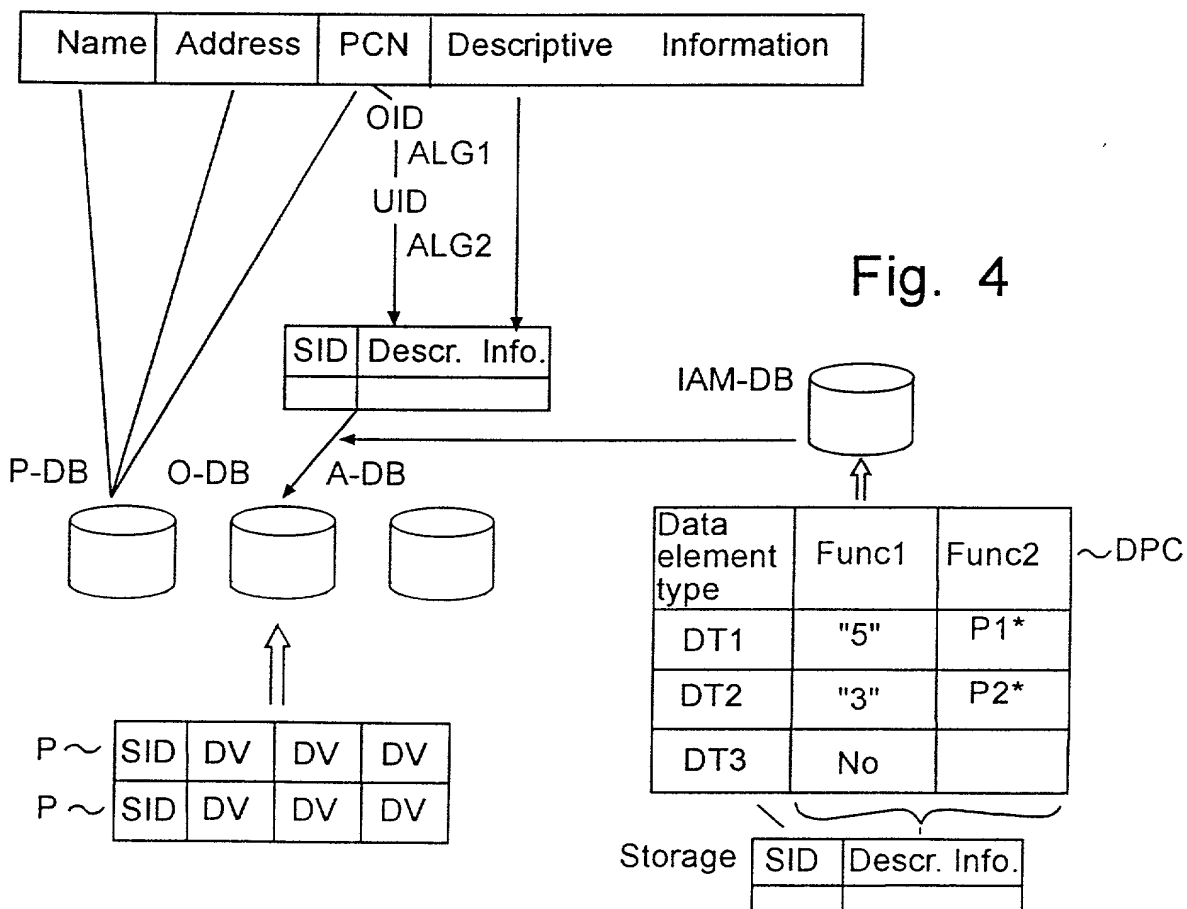 Name Address PCN Descriptive Information
OID
ALG1
UID
ALG2
Fig. 4
SID Descr. Info.
IAM-DB
P-DB O-DB A-DB
Data element type Func1 Func2 ~DPC
DT1 "5" P1*
DT2 "3" P2*
DT3 No
P~ SID DV DV DV
P~ SID DV DV DV
Storage SID Descr. Info.